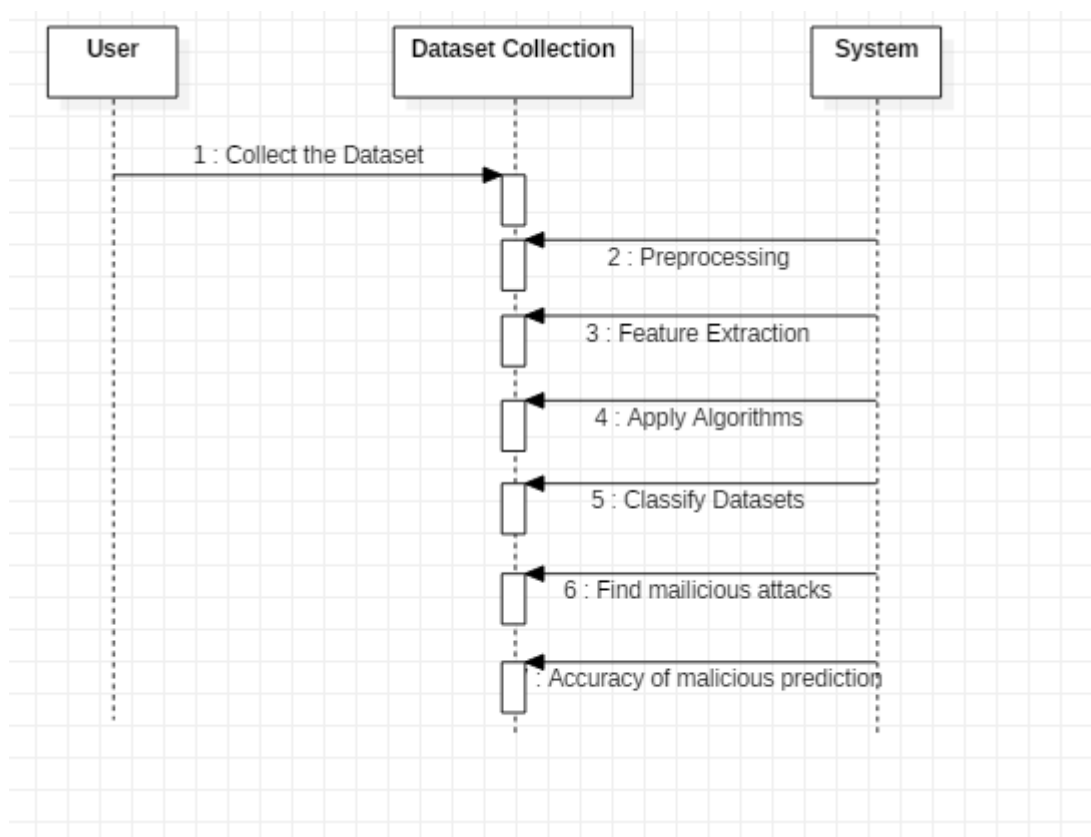 User
Dataset Collection
System
1 : Collect the Dataset
2 : Preprocessing
3 : Feature Extraction
4 : Apply Algorithms
5 : Classify Datasets
6 : Find mailicious attacks
: Accuracy of malicious prediction